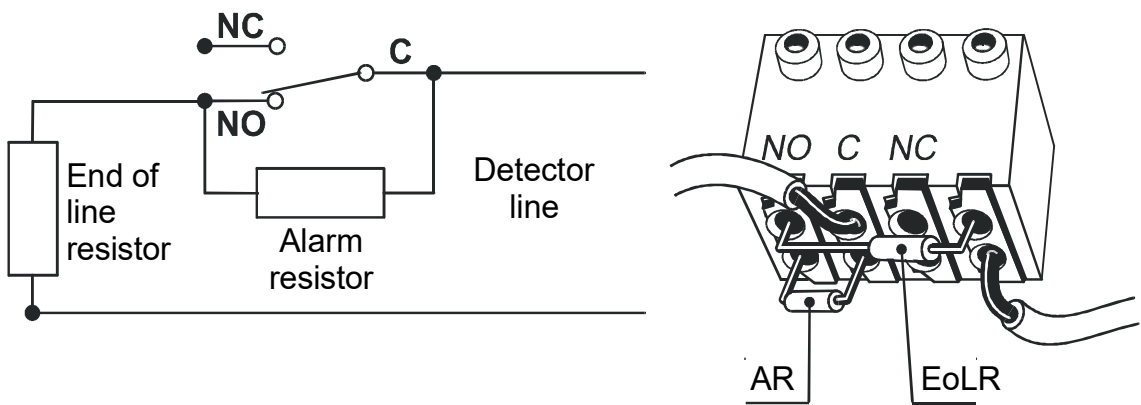 NC
C
NO
End of
line
resistor
Alarm
resistor
Detector
line
NO C NC
AR
EoLR